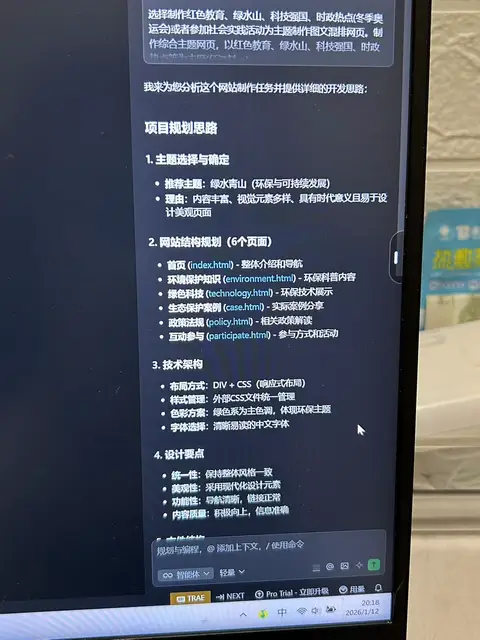 选择制作红色教育、绿水山、科技强国、时政热点(冬季奥
运会)或者参加社会实践活动为主题制作图文混排网页。制
作综合主题网页，以红色教育、绿水山、科技强国、时政
我来为您分析这个网站制作任务并提供详细的开发思路：
项目规划思路
1. 主题选择与确定
• 推荐主题：绿水青山（环保与可持续发展）
• 理由：内容丰富、视觉元素多样、具有时代意义且易于设
计美观页面
2. 网站结构规划（6个页面）
• 首页 (index.html) - 整体介绍和导航
• 环境保护知识 (environment.html) - 环保科普内容
• 绿色科技 (technology.html) - 环保技术展示
• 生态保护案例 (case.html) - 实际案例分享
• 政策法规 (policy.html) - 相关政策解读
• 互动参与 (participate.html) - 参与方式和活动
3. 技术架构
• 布局方式：DIV + CSS（响应式布局）
• 样式管理：外部CSS文件统一管理
• 色彩方案：绿色系为主色调，体现环保主题
• 字体选择：清晰易读的中文字体
4. 设计要点
• 统一性：保持整体风格一致
• 美观性：采用现代化设计元素
• 功能性：导航清晰，链接正常
• 内容质量：积极向上，信息准确
规划与编程，@ 添加上下文，/ 使用命令
智能体 轻量
TRAE NEXT Pro Trial - 立即升级 用量
中 20:18
2026/1/12